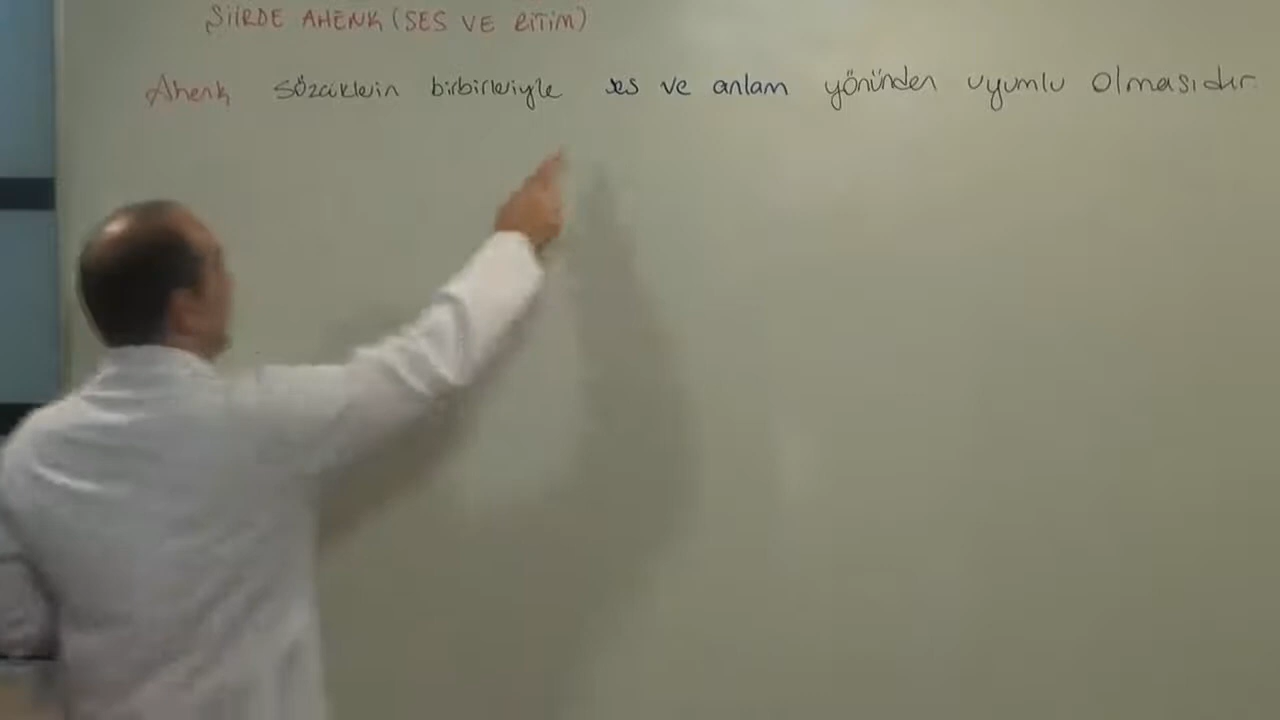 ŞİİRDE AHENK (SES VE RİTİM)
Ahenk sözcüklerin birbirleriyle ses ve anlam yönünden uyumlu olmasıdır.